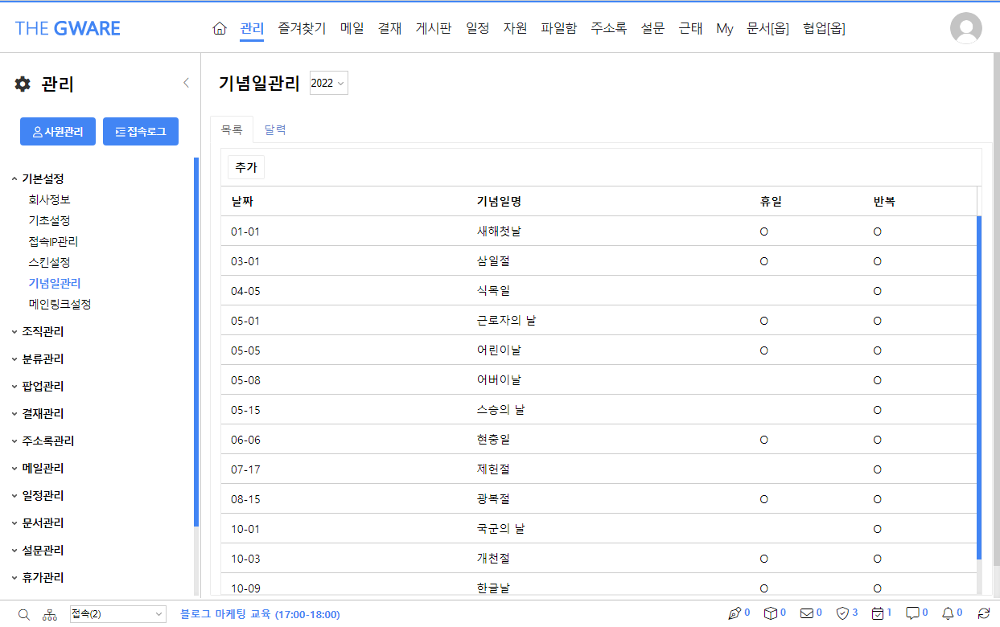 THE GWARE
관리 즐겨찾기 메일 결재 게시판 일정 자원 파일함 주소록 설문 근태 My 문서[옵] 협업[옵]
관리
사원관리 접속로그
기본설정
회사정보
기초설정
접속IP관리
스킨설정
기념일관리
메인링크설정
조직관리
분류관리
팝업관리
결재관리
주소록관리
메일관리
일정관리
문서관리
설문관리
휴가관리
기념일관리 2022
목록 달력
추가
날짜 기념일명 휴일 반복
01-01 새해첫날 O O
03-01 삼일절 O O
04-05 식목일 O
05-01 근로자의 날 O O
05-05 어린이날 O O
05-08 어버이날 O
05-15 스승의 날 O
06-06 현충일 O O
07-17 제헌절 O
08-15 광복절 O O
10-01 국군의 날 O
10-03 개천절 O O
10-09 한글날 O O
접속(2) 블로그 마케팅 교육 (17:00-18:00) 0 0 0 3 1 0 0